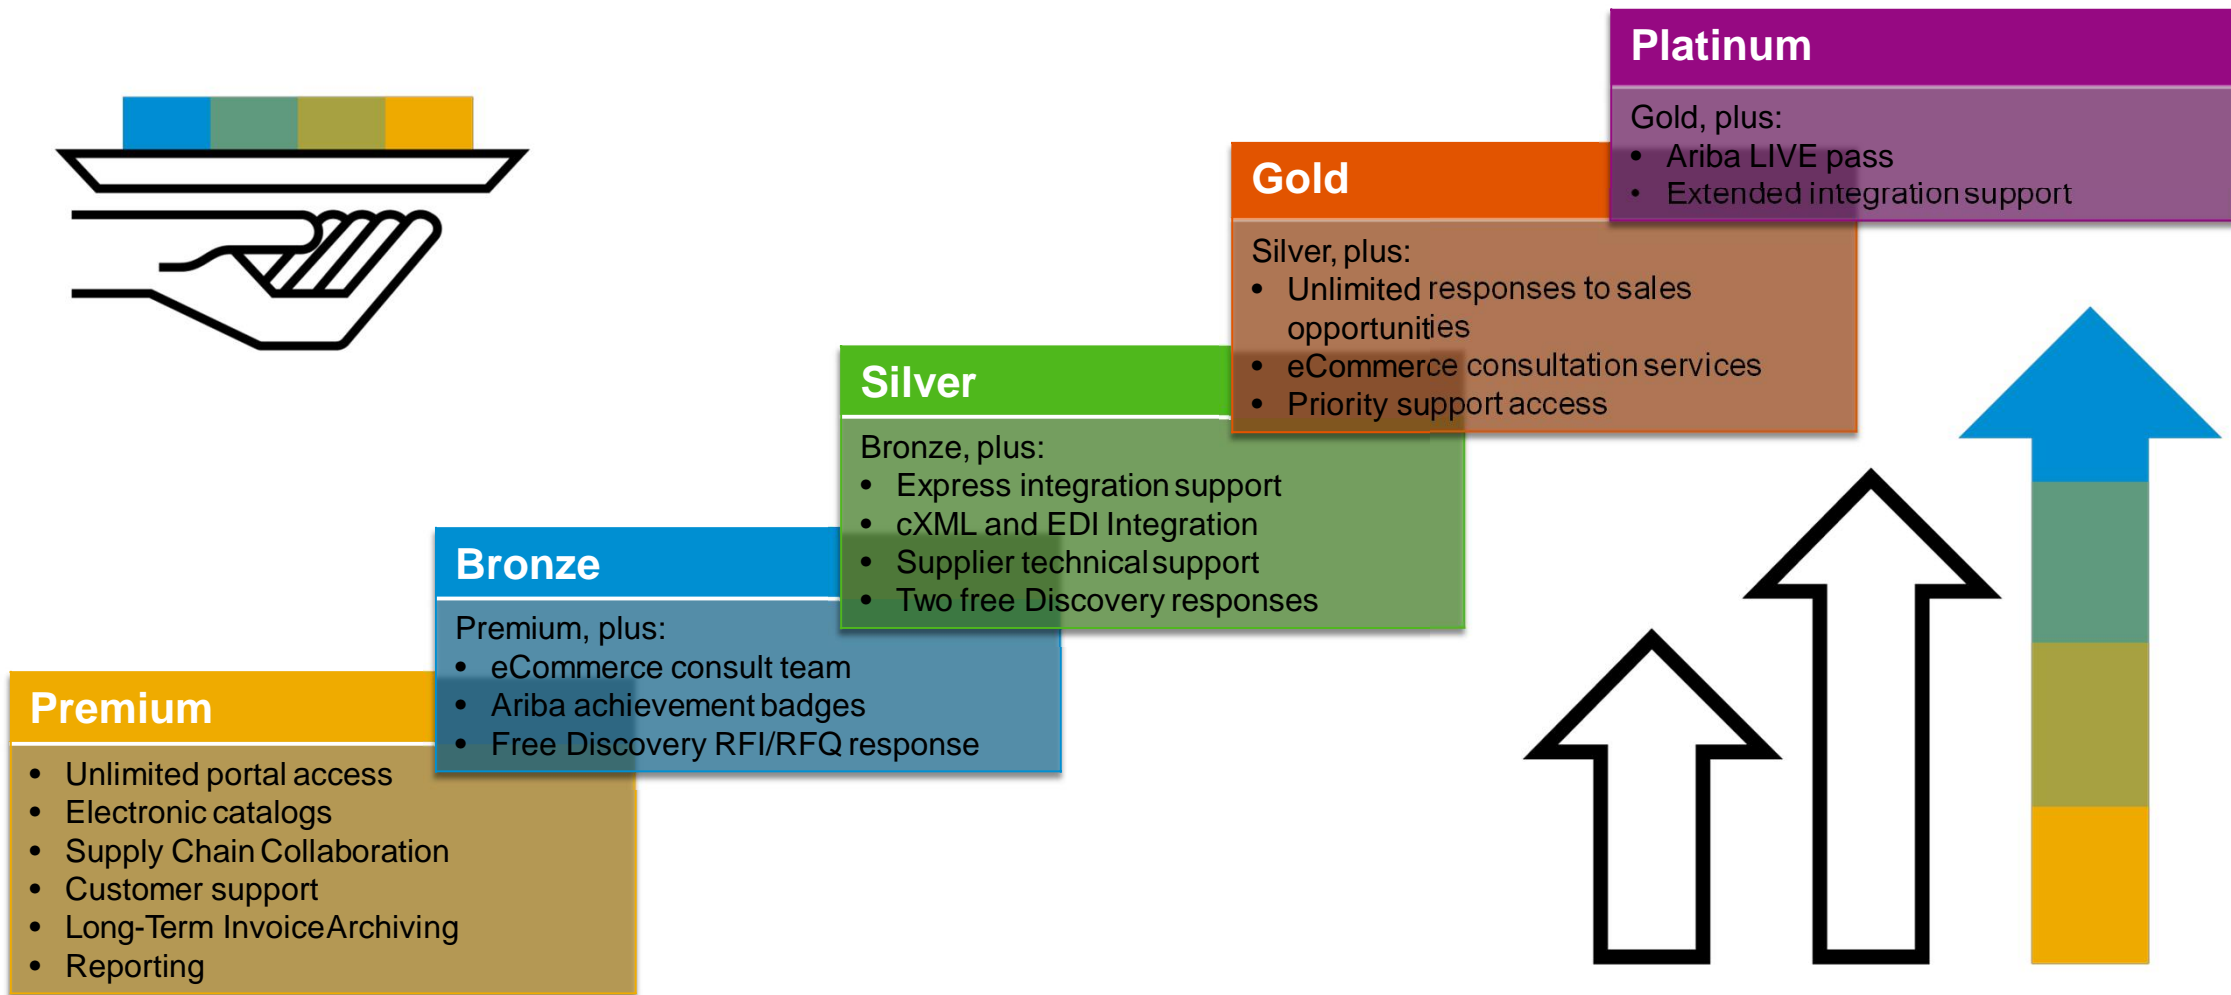 Premium
• Unlimited portal access
• Electronic catalogs
• Supply Chain Collaboration
• Customer support
• Long-Term Invoice Archiving
• Reporting
Bronze
Premium, plus:
• eCommerce consult team
• Ariba achievement badges
• Free Discovery RFI/RFQ response
Silver
Bronze, plus:
• Express integration support
• cXML and EDI Integration
• Supplier technical support
• Two free Discovery responses
Gold
Silver, plus:
• Unlimited responses to sales
opportunities
• eCommerce consultation services
• Priority support access
Platinum
Gold, plus:
• Ariba LIVE pass
• Extended integration support